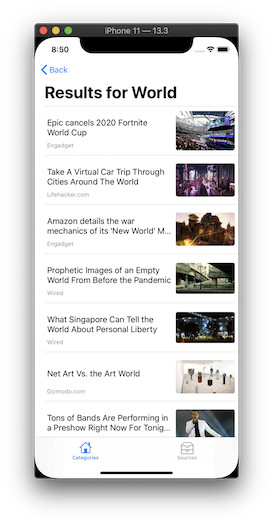 iPhone 11 — 13.3
8:50
Back
Results for World
Epic cancels 2020 Fortnite
World Cup
Engadget
Take A Virtual Car Trip Through
Cities Around The World
Lifehacker.com
Amazon details the war
mechanics of its 'New World' M...
Engadget
Prophetic Images of an Empty
World From Before the Pandemic
Wired
What Singapore Can Tell the
World About Personal Liberty
Wired
Net Art Vs. the Art World
Gizmodo.com
Tons of Bands Are Performing in
a Preshow Right Now For Tonig...
Categories
Sources